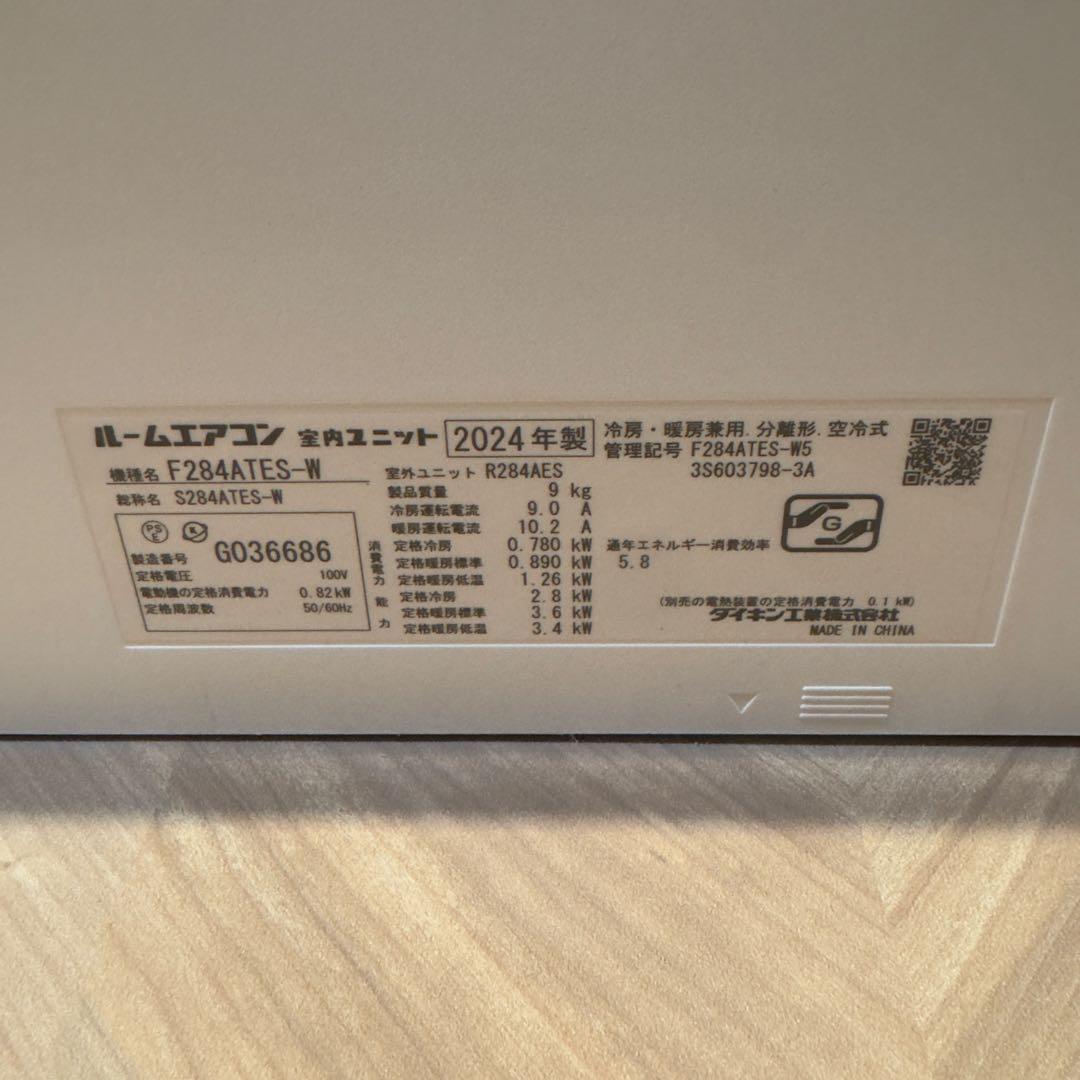 ルームエアコン 室内ユニット 2024年製
冷房・暖房兼用．分離形．空冷式
管理記号 F284ATES-W5
3S603798-3A
機種名 F284ATES-W
総称名 S284ATES-W
PS E
製造番号 G036686
定格電圧 100V
電動機の定格消費電力 0.82kW
定格周波数 50/60Hz
室外ユニット R284AES
製品質量 9 kg
冷房運転電流 9.0 A
暖房運転電流 10.2 A
消費電力
定格冷房 0.780 kW
定格暖房標準 0.890 kW
定格暖房低温 1.26 kW
能力
定格冷房 2.8 kW
定格暖房標準 3.6 kW
定格暖房低温 3.4 kW
通年エネルギー消費効率
5.8
G
(別売の電熱装置の定格消費電力 0.1 kW)
ダイキン工業株式会社
MADE IN CHINA